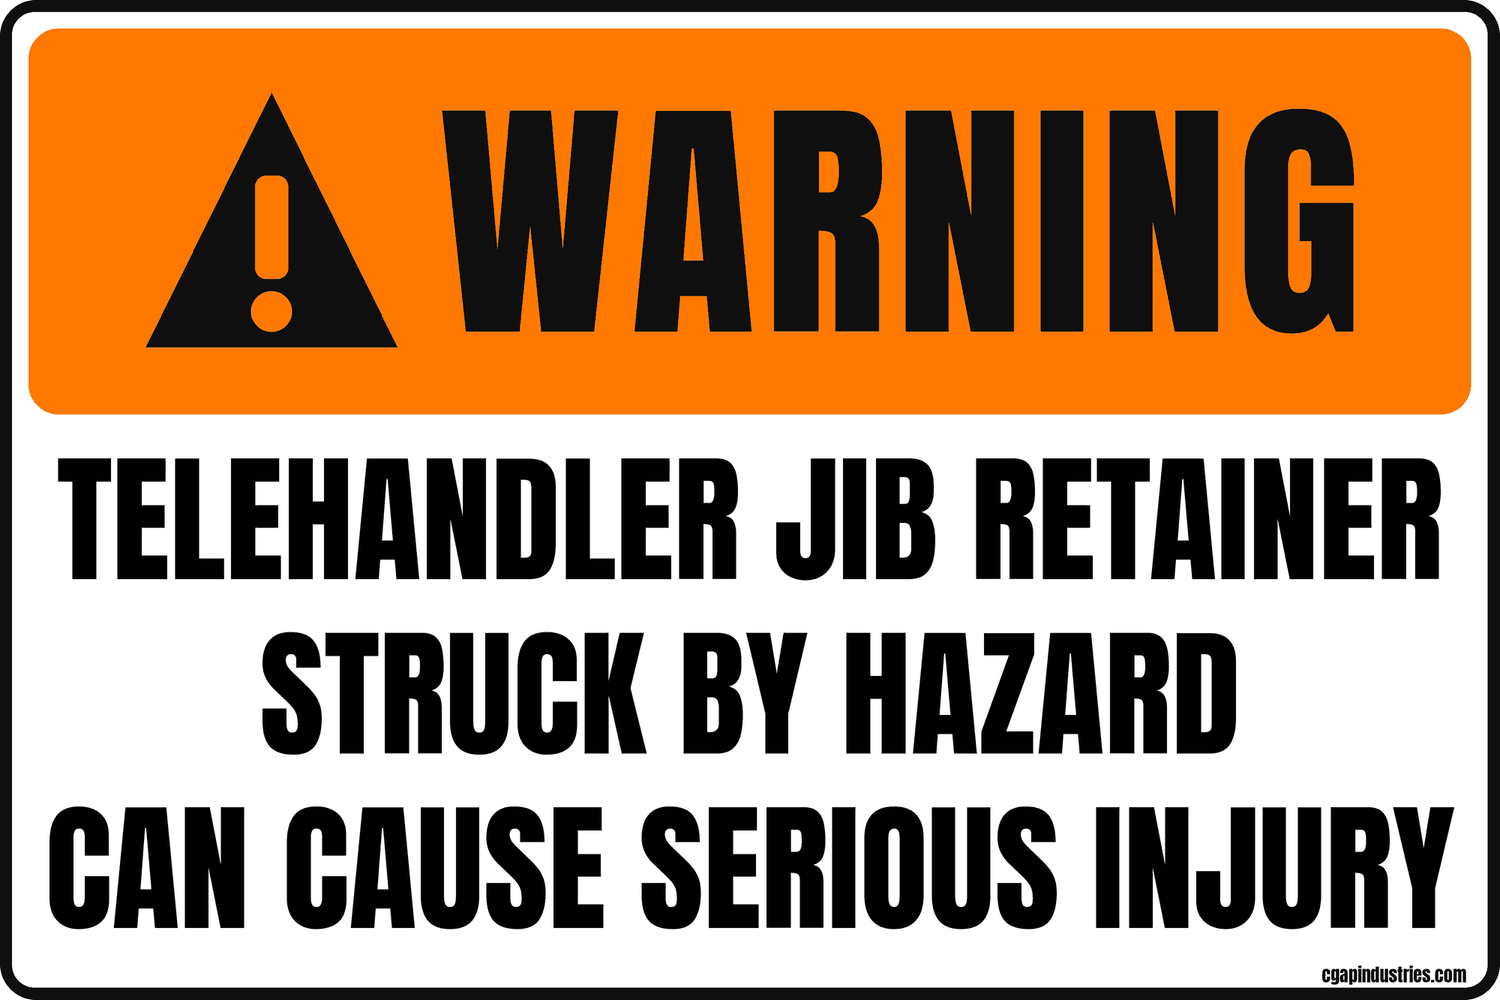 WARNING
TELEHANDLER JIB RETAINER
STRUCK BY HAZARD
CAN CAUSE SERIOUS INJURY
cgapindustries.com